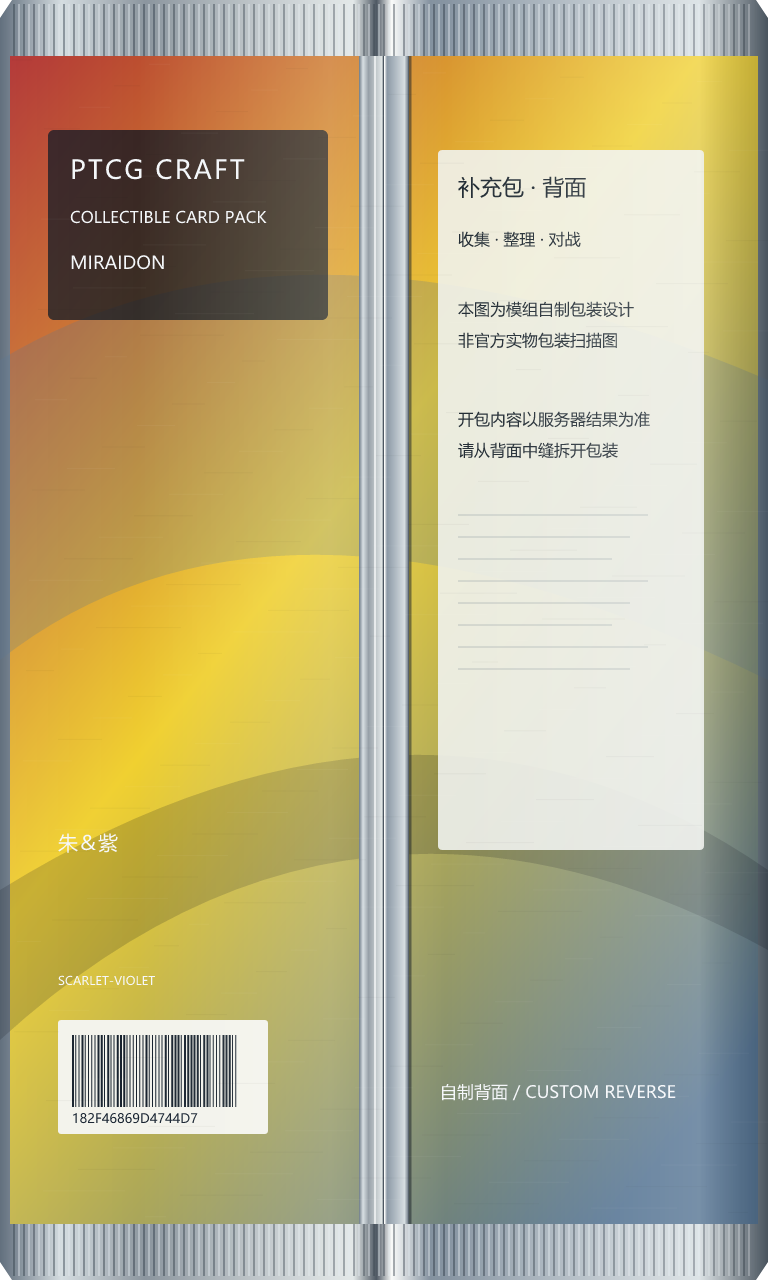 PTCG CRAFT
COLLECTIBLE CARD PACK
MIRAIDON
朱&紫
SCARLET-VIOLET
182F46869D4744D7
补充包 · 背面
收集 · 整理 · 对战
本图为模组自制包装设计
非官方实物包装扫描图
开包内容以服务器结果为准
请从背面中缝拆开包装
自制背面 / CUSTOM REVERSE